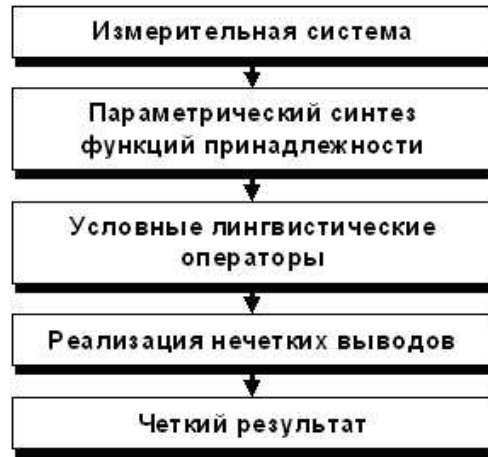 Измерительная система
Параметрический синтез
функций принадлежности
Условные лингвистические
операторы
Реализация нечетких выводов
Четкий результат